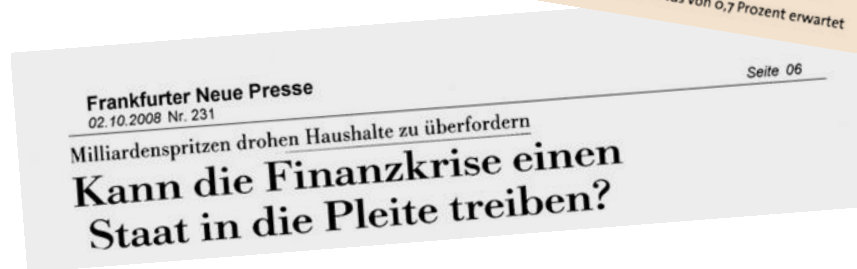 von 0,7 Prozent erwartet
Frankfurter Neue Presse
02.10.2008 Nr. 231
Seite 06
Milliardenspritzen drohen Haushalte zu überfordern
Kann die Finanzkrise einen
Staat in die Pleite treiben?